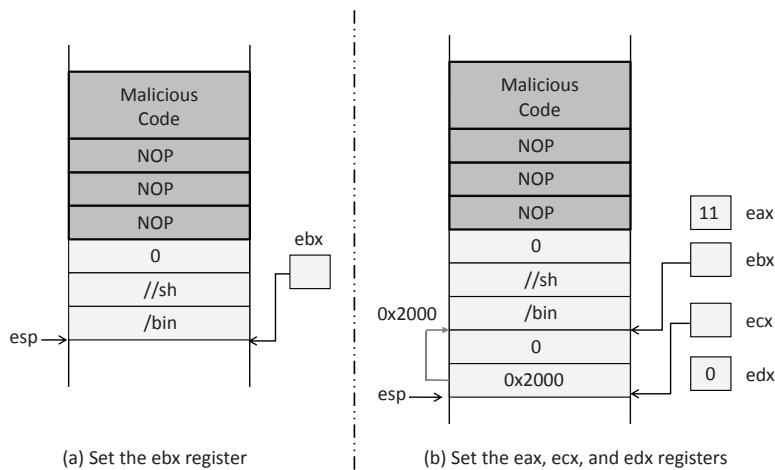 Malicious
Code
NOP
NOP
NOP
0
//sh
/bin
esp
ebx
(a) Set the ebx register
Malicious
Code
NOP
NOP
NOP
0
//sh
/bin
0
0x2000
0x2000
esp
11 eax
ebx
ecx
0 edx
(b) Set the eax, ecx, and edx registers